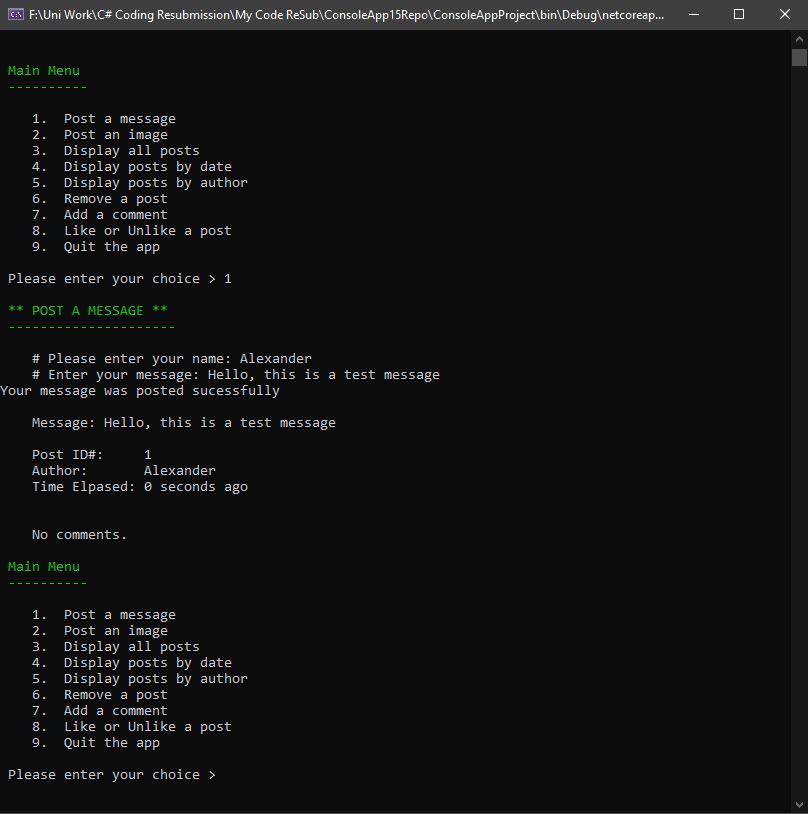 F:\Uni Work\C# Coding Resubmission\My Code ReSub\ConsoleApp15Repo\ConsoleAppProject\bin\Debug\netcoreap...
Main Menu
----------
1. Post a message
2. Post an image
3. Display all posts
4. Display posts by date
5. Display posts by author
6. Remove a post
7. Add a comment
8. Like or Unlike a post
9. Quit the app
Please enter your choice > 1
** POST A MESSAGE **
---------------------
# Please enter your name: Alexander
# Enter your message: Hello, this is a test message
Your message was posted sucessfully
Message: Hello, this is a test message
Post ID#: 1
Author: Alexander
Time Elpased: 0 seconds ago
No comments.
Main Menu
----------
1. Post a message
2. Post an image
3. Display all posts
4. Display posts by date
5. Display posts by author
6. Remove a post
7. Add a comment
8. Like or Unlike a post
9. Quit the app
Please enter your choice >